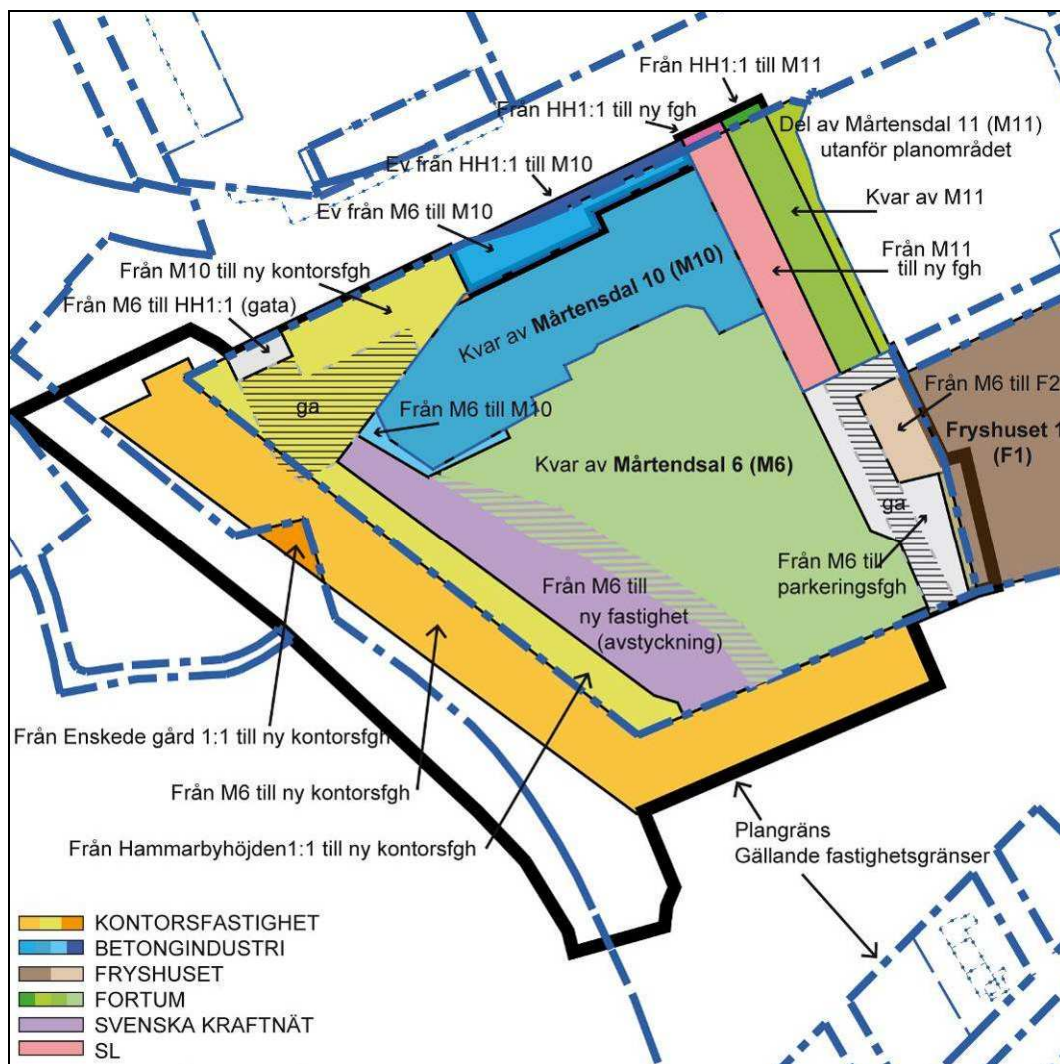 Från HH1:1 till M11
Från HH1:1 till ny fgh
Del av Mårtensdal 11 (M11)
utanför planområdet
Ev från HH1:1 till M10
Ev från M6 till M10
Kvar av M11
Från M11
till ny fgh
Från M10 till ny kontorsfgh
Från M6 till HH1:1 (gata)
Kvar av Mårtensdal 10 (M10)
Från M6 till F2
ga
Från M6 till M10
Fryshuset 1
(F1)
Kvar av Mårtendsal 6 (M6)
ga
Från M6 till
parkeringsfgh
Från M6 till
ny fastighet
(avstyckning)
Från Enskede gård 1:1 till ny kontorsfgh
Från M6 till ny kontorsfgh
Från Hammarbyhöjden1:1 till ny kontorsfgh
Plangräns
Gällande fastighetsgränser
KONTORSFASTIGHET
BETONGINDUSTRI
FRYSHUSET
FORTUM
SVENSKA KRAFTNÄT
SL